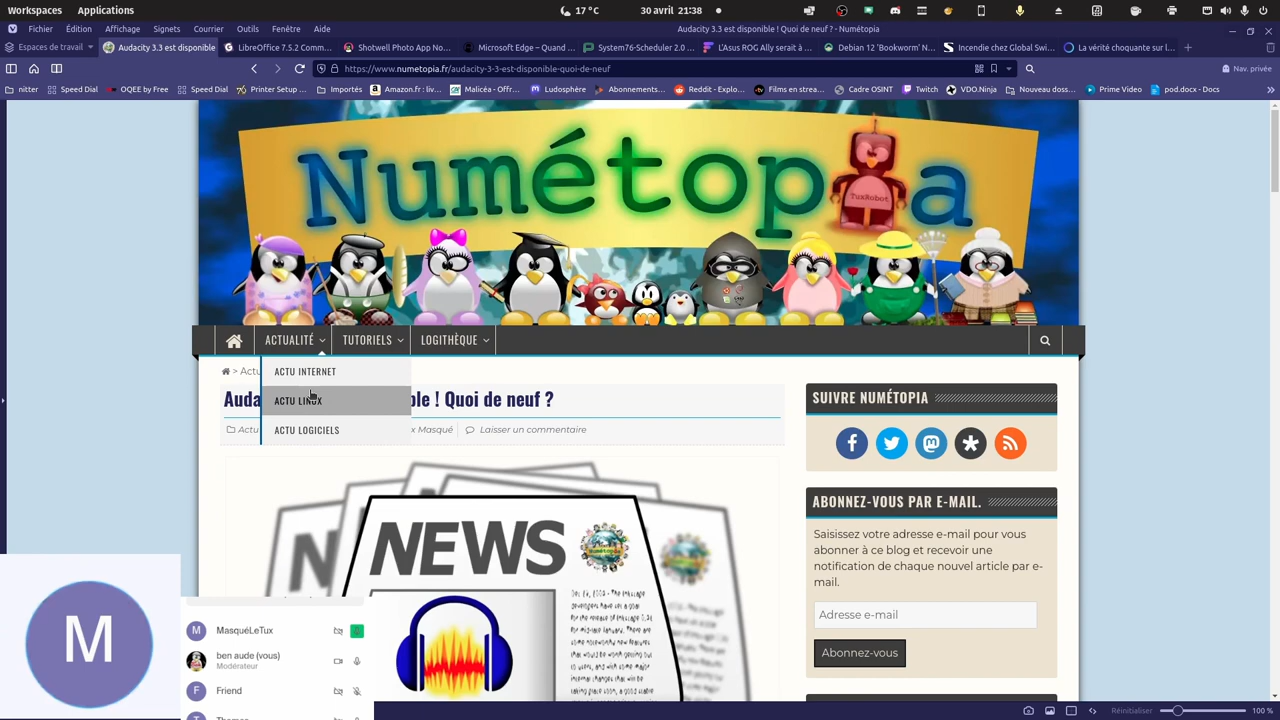 Workspaces Applications
17 °C 30 avril 21:38
Fichier Édition Affichage Signets Courrier Outils Fenêtre Aide
Audacity 3.3 est disponible ! Quoi de neuf ? - Numétopia
Espaces de travail
Audacity 3.3 est disponible
LibreOffice 7.5.2 Comm...
Shotwell Photo App No...
Microsoft Edge – Quand ...
System76-Scheduler 2.0 ...
L'Asus ROG Ally serait à ...
Debian 12 'Bookworm' N...
Incendie chez Global Swi...
La vérité choquante sur l...
https://www.numetopia.fr/audacity-3-3-est-disponible-quoi-de-neuf
Nav. privée
nitter Speed Dial OQEE by Free Speed Dial Printer Setup ... Amazon.fr : liv... Malicéa - Offr... Ludosphère Abonnements... Reddit - Explo... Films en strea... Cadre OSINT Twitch VDO.Ninja Nouveau doss... Prime Video pod.docx - Docs
Numétopia
TuxRobot
ACTUALITÉ TUTORIELS LOGITHÈQUE
> Actu
ACTU INTERNET
ACTU LINUX
ACTU LOGICIELS
Auda ble ! Quoi de neuf ?
Actu x Masqué Laisser un commentaire
NEWS
Numétopia
SUIVRE NUMÉTOPIA
ABONNEZ-VOUS PAR E-MAIL.
Saisissez votre adresse e-mail pour vous
abonner à ce blog et recevoir une
notification de chaque nouvel article par e-
mail.
Adresse e-mail
Abonnez-vous
M
M MasquéLeTux
ben aude (vous)
Modérateur
F Friend
Réinitialiser 100 %